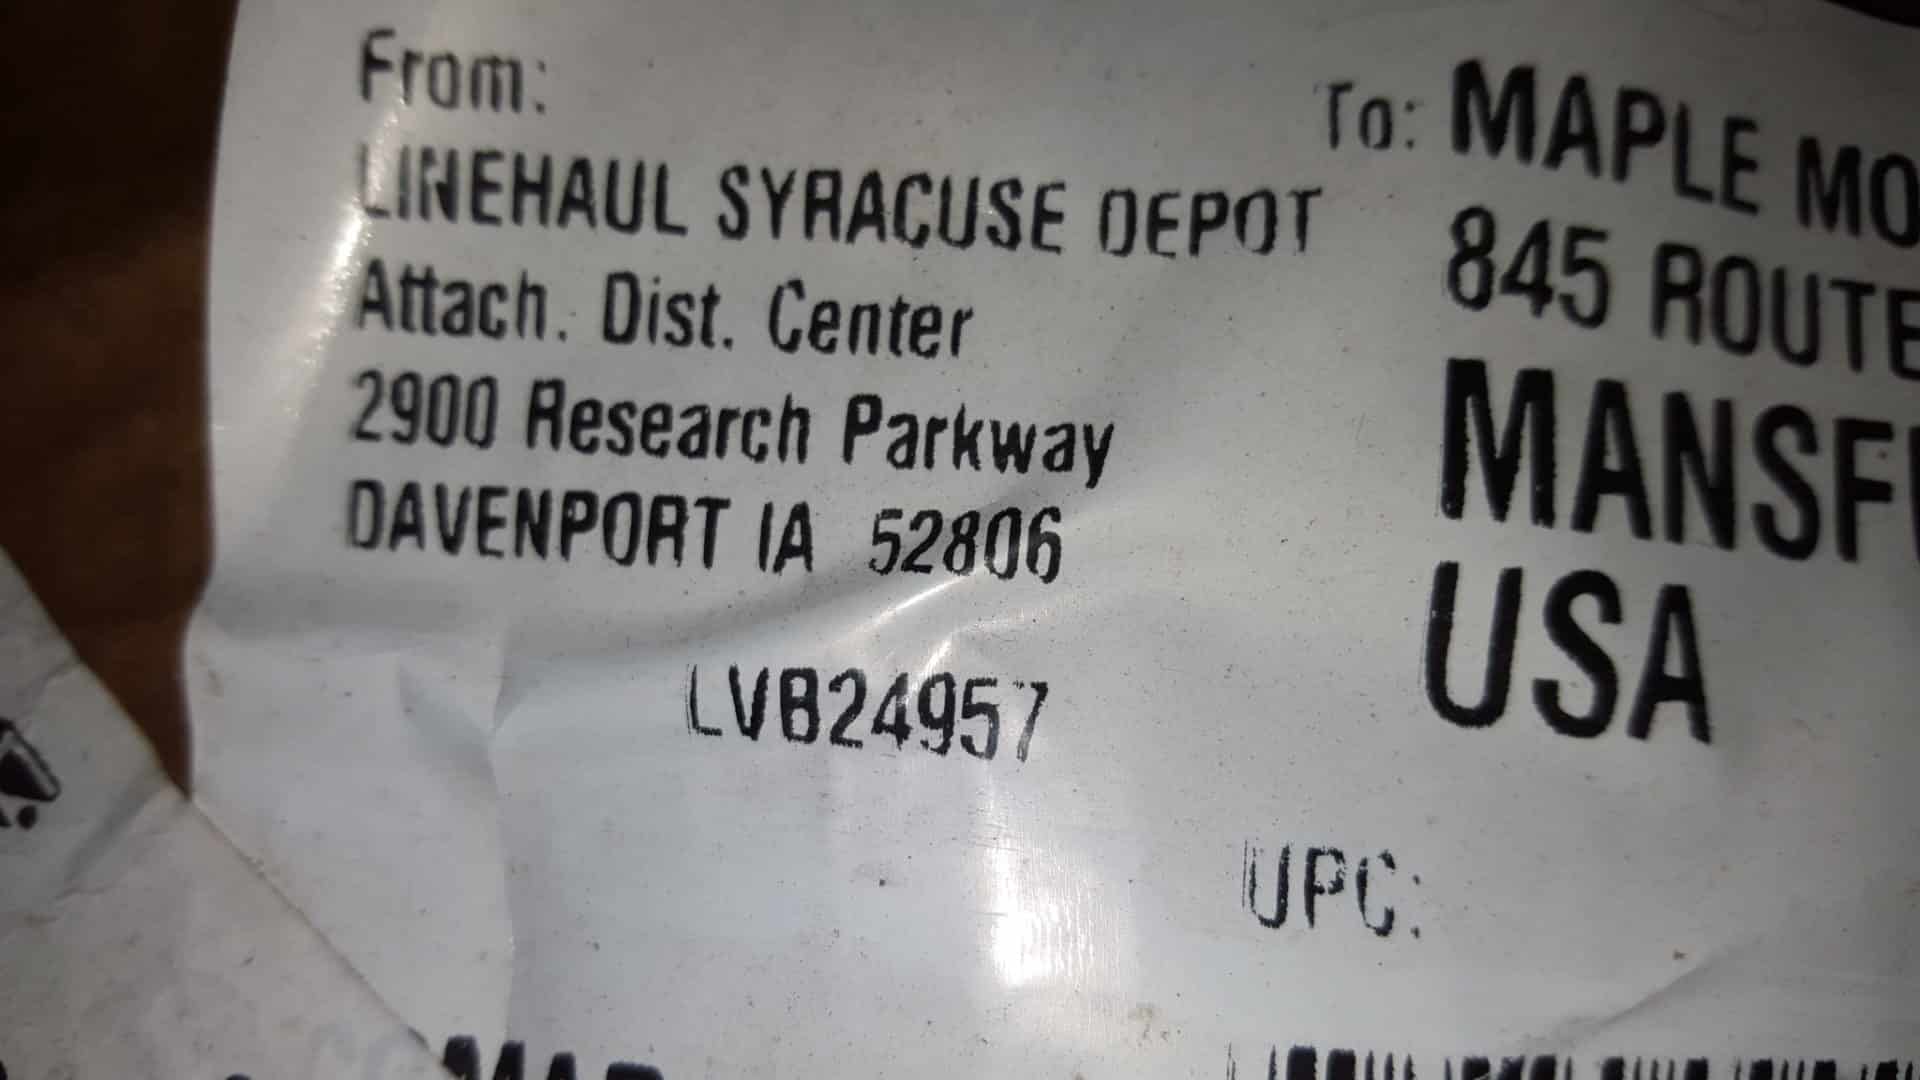 From:
LINEHAUL SYRACUSE DEPOT
Attach. Dist. Center
2900 Research Parkway
DAVENPORT IA 52806
LVB24957
To: MAPLE MO
845 ROUTE
MANSF
USA
UPC: